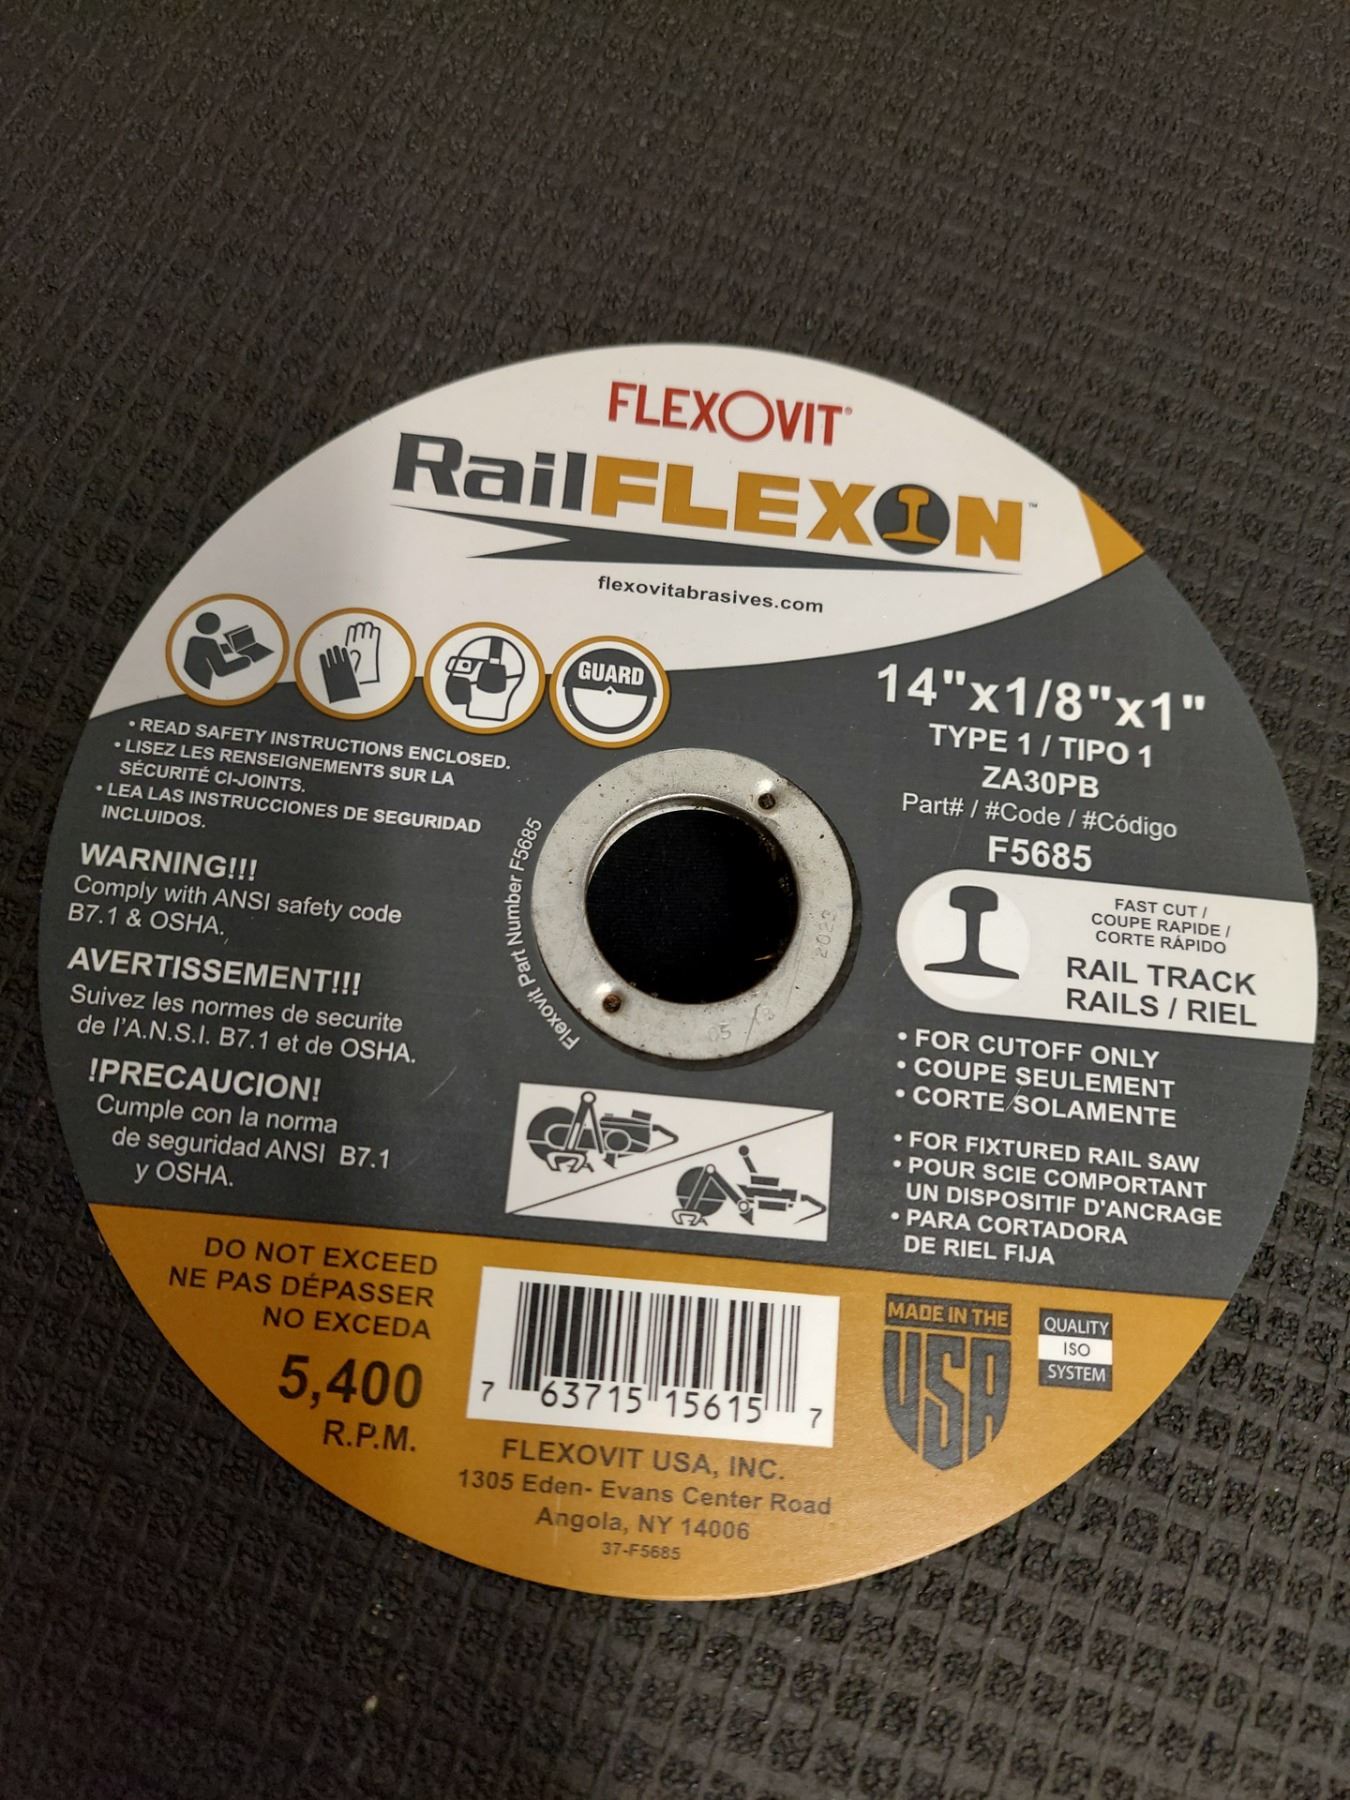 FLEXOVIT®
RailFLEXON™
flexovitabrasives.com
GUARD
• READ SAFETY INSTRUCTIONS ENCLOSED.
• LISEZ LES RENSEIGNEMENTS SUR LA
SÉCURITÉ CI-JOINTS.
• LEA LAS INSTRUCCIONES DE SEGURIDAD
INCLUIDOS.
WARNING!!!
Comply with ANSI safety code
B7.1 & OSHA.
AVERTISSEMENT!!!
Suivez les normes de securite
de l'A.N.S.I. B7.1 et de OSHA.
!PRECAUCION!
Cumple con la norma
de seguridad ANSI B7.1
y OSHA.
Flexovit Part Number F5685
2023
05
14"x1/8"x1"
TYPE 1 / TIPO 1
ZA30PB
Part# / #Code / #Código
F5685
FAST CUT /
COUPE RAPIDE /
CORTE RÁPIDO
RAIL TRACK
RAILS / RIEL
• FOR CUTOFF ONLY
• COUPE SEULEMENT
• CORTE SOLAMENTE
• FOR FIXTURED RAIL SAW
• POUR SCIE COMPORTANT
UN DISPOSITIF D'ANCRAGE
• PARA CORTADORA
DE RIEL FIJA
DO NOT EXCEED
NE PAS DÉPASSER
NO EXCEDA
5,400
R.P.M.
7 63715 15615 7
MADE IN THE
USA
QUALITY
ISO
SYSTEM
FLEXOVIT USA, INC.
1305 Eden- Evans Center Road
Angola, NY 14006
37-F5685